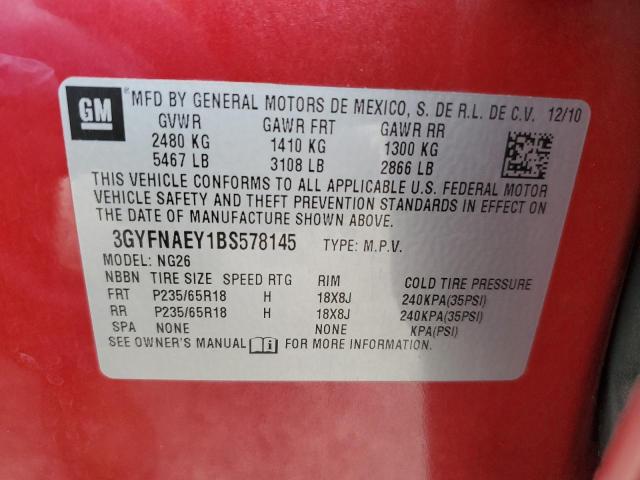 GM
® MFD BY GENERAL MOTORS DE MEXICO, S. DE R.L. DE C.V. 12/10
GVWR GAWR FRT GAWR RR
2480 KG 1410 KG 1300 KG
5467 LB 3108 LB 2866 LB
THIS VEHICLE CONFORMS TO ALL APPLICABLE U.S. FEDERAL MOTOR
VEHICLE SAFETY AND THEFT PREVENTION STANDARDS IN EFFECT ON
THE DATE OF MANUFACTURE SHOWN ABOVE.
3GYFNAEY1BS578145 TYPE: M.P.V.
MODEL: NG26
NBBN TIRE SIZE SPEED RTG RIM COLD TIRE PRESSURE
FRT P235/65R18 H 18X8J 240KPA(35PSI)
RR P235/65R18 H 18X8J 240KPA(35PSI)
SPA NONE NONE KPA(PSI)
SEE OWNER'S MANUAL FOR MORE INFORMATION.